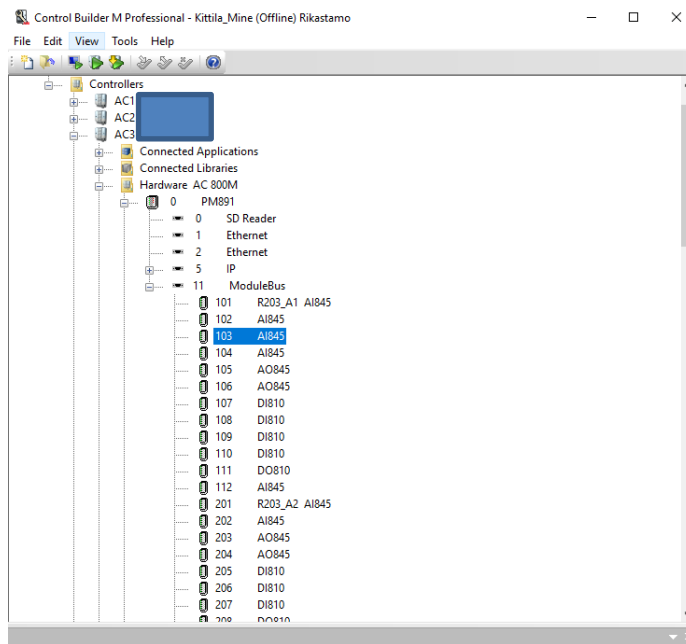 Control Builder M Professional - Kittila_Mine (Offline) Rikastamo
File Edit View Tools Help
Controllers
AC1
AC2
AC3
Connected Applications
Connected Libraries
Hardware AC 800M
0 PM891
0 SD Reader
1 Ethernet
2 Ethernet
5 IP
11 ModuleBus
101 R203_A1 AI845
102 AI845
103 AI845
104 AI845
105 AO845
106 AO845
107 DI810
108 DI810
109 DI810
110 DI810
111 DO810
112 AI845
201 R203_A2 AI845
202 AI845
203 AO845
204 AO845
205 DI810
206 DI810
207 DI810
208 DO810